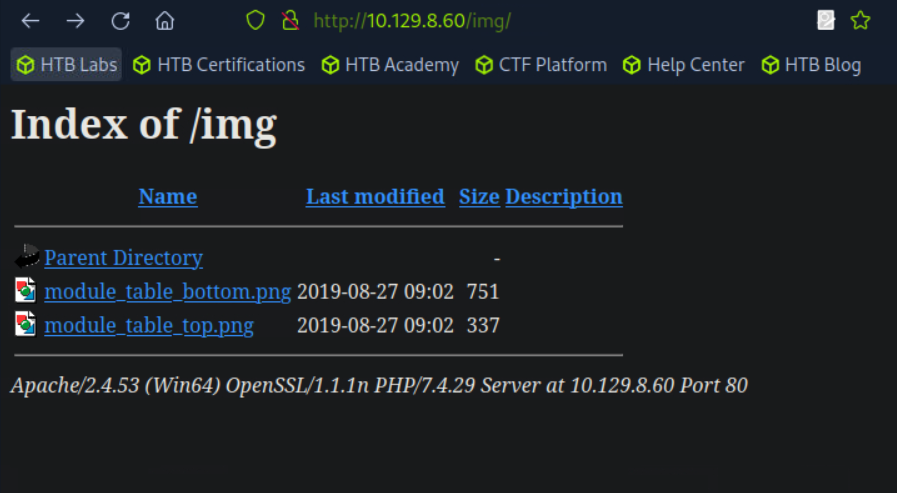 http://10.129.8.60/img/
HTB Labs HTB Certifications HTB Academy CTF Platform Help Center HTB Blog
Index of /img
Name Last modified Size Description
Parent Directory -
module_table_bottom.png 2019-08-27 09:02 751
module_table_top.png 2019-08-27 09:02 337
Apache/2.4.53 (Win64) OpenSSL/1.1.1n PHP/7.4.29 Server at 10.129.8.60 Port 80